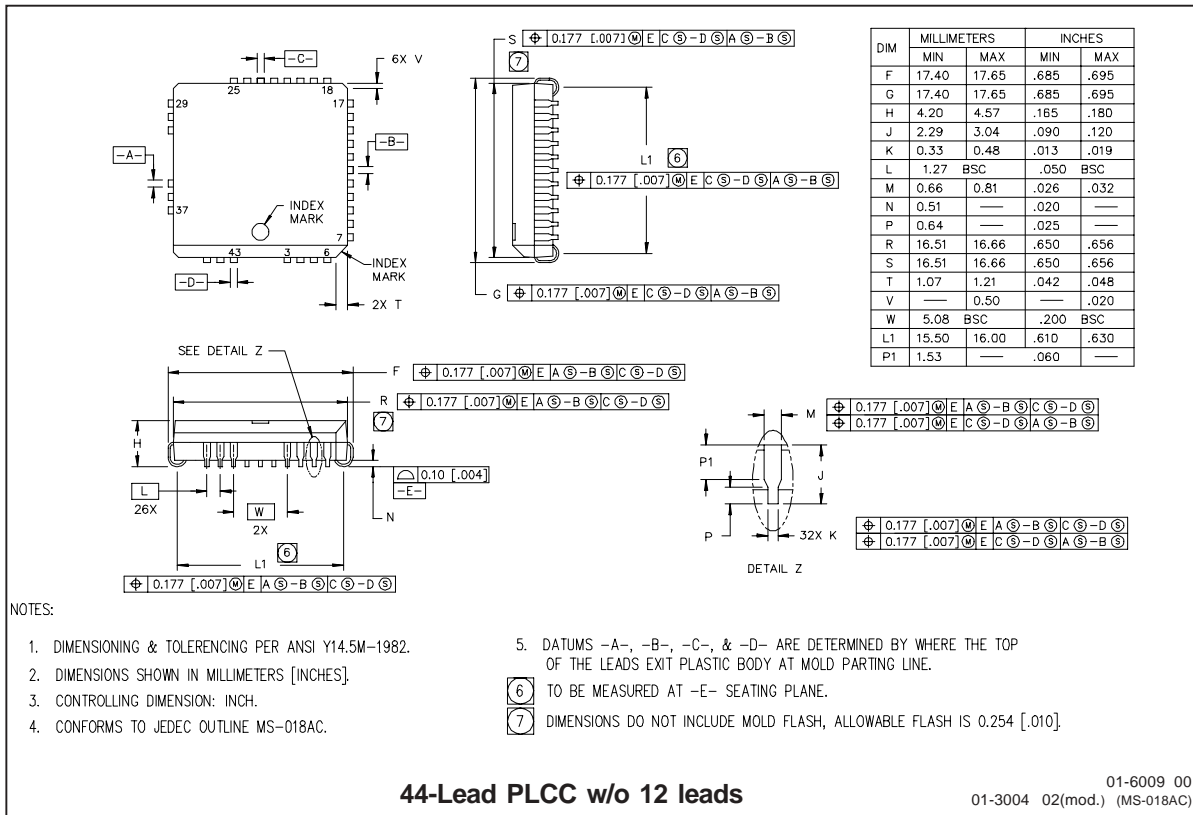 S ⌖ 0.177 [.007] Ⓜ E C Ⓢ -D Ⓢ A Ⓢ -B Ⓢ
7
-C-
6X V
25
18
29
17
-B-
-A-
L1 6
⌖ 0.177 [.007] Ⓜ E C Ⓢ -D Ⓢ A Ⓢ -B Ⓢ
37
INDEX
MARK
7
43
3
6
INDEX
MARK
-D-
2X T
G ⌖ 0.177 [.007] Ⓜ E C Ⓢ -D Ⓢ A Ⓢ -B Ⓢ
DIM MILLIMETERS INCHES
MIN MAX MIN MAX
F 17.40 17.65 .685 .695
G 17.40 17.65 .685 .695
H 4.20 4.57 .165 .180
J 2.29 3.04 .090 .120
K 0.33 0.48 .013 .019
L 1.27 BSC .050 BSC
M 0.66 0.81 .026 .032
N 0.51 — .020 —
P 0.64 — .025 —
R 16.51 16.66 .650 .656
S 16.51 16.66 .650 .656
T 1.07 1.21 .042 .048
V — 0.50 — .020
W 5.08 BSC .200 BSC
L1 15.50 16.00 .610 .630
P1 1.53 — .060 —
SEE DETAIL Z
F ⌖ 0.177 [.007] Ⓜ E A Ⓢ -B Ⓢ C Ⓢ -D Ⓢ
R ⌖ 0.177 [.007] Ⓜ E A Ⓢ -B Ⓢ C Ⓢ -D Ⓢ
7
H
⌓ 0.10 [.004]
-E-
L
26X
W
2X
N
L1 6
⌖ 0.177 [.007] Ⓜ E A Ⓢ -B Ⓢ C Ⓢ -D Ⓢ
M
⌖ 0.177 [.007] Ⓜ E A Ⓢ -B Ⓢ C Ⓢ -D Ⓢ
⌖ 0.177 [.007] Ⓜ E C Ⓢ -D Ⓢ A Ⓢ -B Ⓢ
P1
J
P
32X K
⌖ 0.177 [.007] Ⓜ E A Ⓢ -B Ⓢ C Ⓢ -D Ⓢ
⌖ 0.177 [.007] Ⓜ E C Ⓢ -D Ⓢ A Ⓢ -B Ⓢ
DETAIL Z
NOTES:
1. DIMENSIONING & TOLERENCING PER ANSI Y14.5M-1982.
2. DIMENSIONS SHOWN IN MILLIMETERS [INCHES].
3. CONTROLLING DIMENSION: INCH.
4. CONFORMS TO JEDEC OUTLINE MS-018AC.
5. DATUMS -A-, -B-, -C-, & -D- ARE DETERMINED BY WHERE THE TOP
OF THE LEADS EXIT PLASTIC BODY AT MOLD PARTING LINE.
6 TO BE MEASURED AT -E- SEATING PLANE.
7 DIMENSIONS DO NOT INCLUDE MOLD FLASH, ALLOWABLE FLASH IS 0.254 [.010].
44-Lead PLCC w/o 12 leads
01-6009 00
01-3004 02(mod.) (MS-018AC)